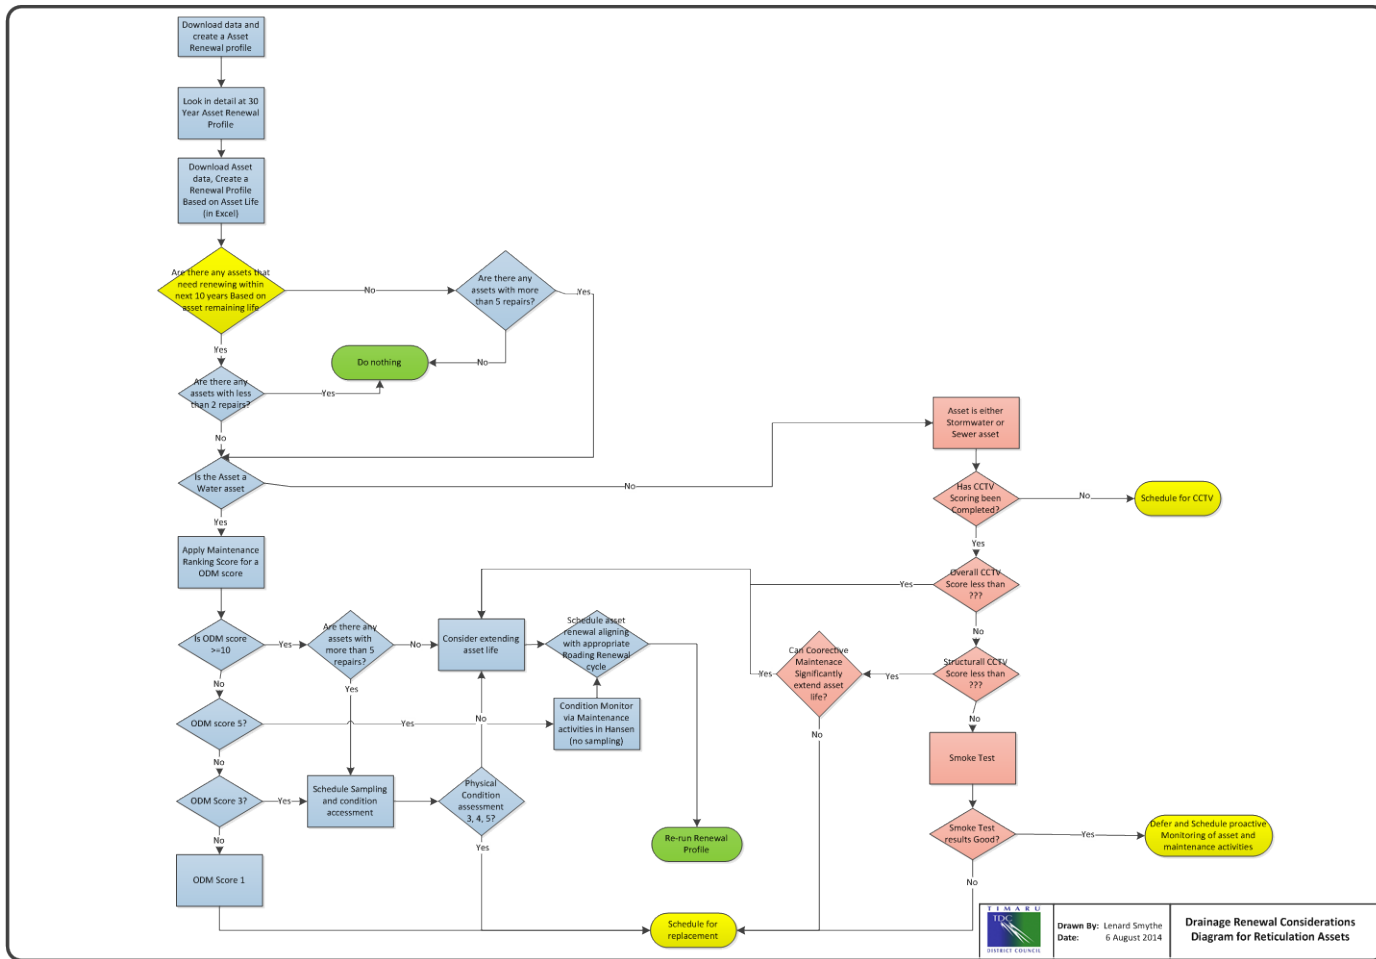 Download data and
create a Asset
Renewal profile
Look in detail at 30
Year Asset Renewal
Profile
Download Asset
data, Create a
Renewal Profile
Based on Asset Life
(in Excel)
Are there any assets that
need renewing within
next 10 years Based on
asset remaining life
No
Are there any
assets with more
than 5 repairs?
Yes
Yes
No
Do nothing
Are there any
assets with less
than 2 repairs?
Yes
No
Is the Asset a
Water asset
No
Yes
Asset is either
Stormwater or
Sewer asset
Has CCTV
Scoring been
Completed?
No
Schedule for CCTV
Yes
Overall CCTV
Score less than
???
Yes
No
Structurall CCTV
Score less than
???
Yes
Can Coorective
Maintenace
Significantly
extend asset
life?
Yes
No
No
Smoke Test
Smoke Test
results Good?
Yes
Defer and Schedule proactive
Monitoring of asset and
maintenance activities
No
Apply Maintenance
Ranking Score for a
ODM score
Is ODM score
>=10
Yes
Are there any
assets with
more than 5
repairs?
No
Consider extending
asset life
Schedule asset
renewal aligning
with appropriate
Roading Renewal
cycle
No
Yes
ODM score 5?
Yes
No
Condition Monitor
via Maintenance
activities in Hansen
(no sampling)
No
ODM Score 3?
Yes
Schedule Sampling
and condition
accessment
Physical
Condition
assessment
3, 4, 5?
Yes
Re-run Renewal
Profile
No
ODM Score 1
Schedule for
replacement
TIMARU
TDC
DISTRICT COUNCIL
Drawn By: Lenard Smythe
Date: 6 August 2014
Drainage Renewal Considerations
Diagram for Reticulation Assets